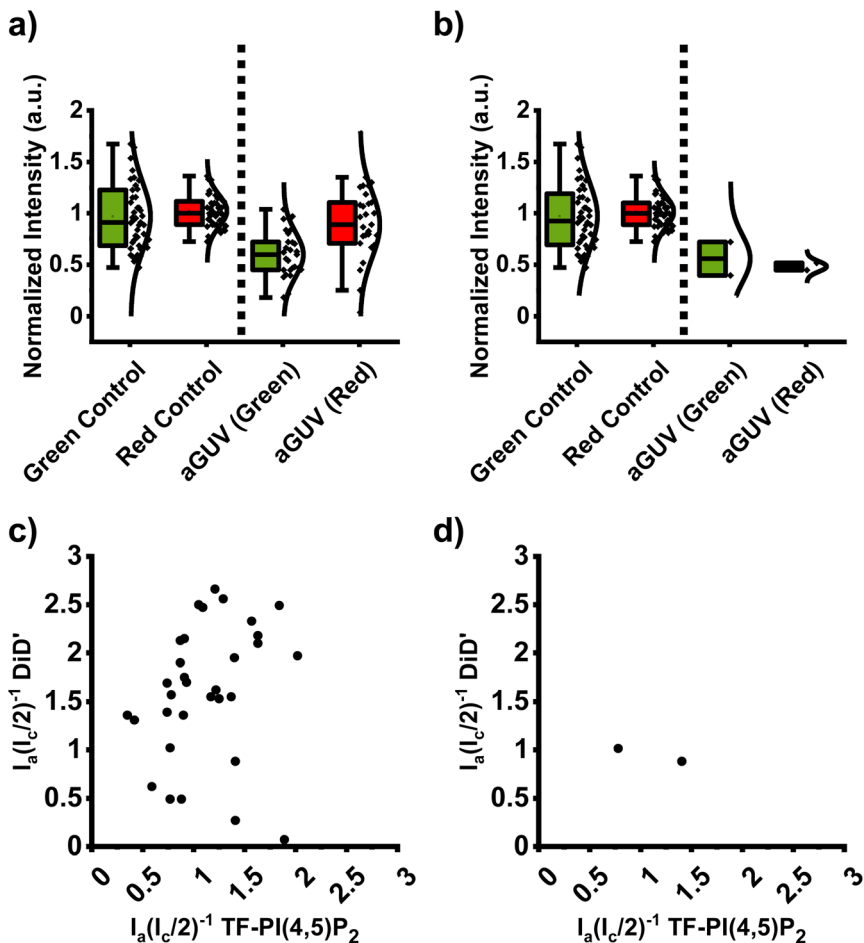 a)
Normalized Intensity (a.u.)
2
1.5
1
0.5
0
Green Control
Red Control
aGUV (Green)
aGUV (Red)
b)
Normalized Intensity (a.u.)
2
1.5
1
0.5
0
Green Control
Red Control
aGUV (Green)
aGUV (Red)
c)
Ia(Ic/2)-1 DiD'
3
2.5
2
1.5
1
0.5
0
0 0.5 1 1.5 2 2.5 3
Ia(Ic/2)-1 TF-PI(4,5)P2
d)
Ia(Ic/2)-1 DiD'
3
2.5
2
1.5
1
0.5
0
0 0.5 1 1.5 2 2.5 3
Ia(Ic/2)-1 TF-PI(4,5)P2